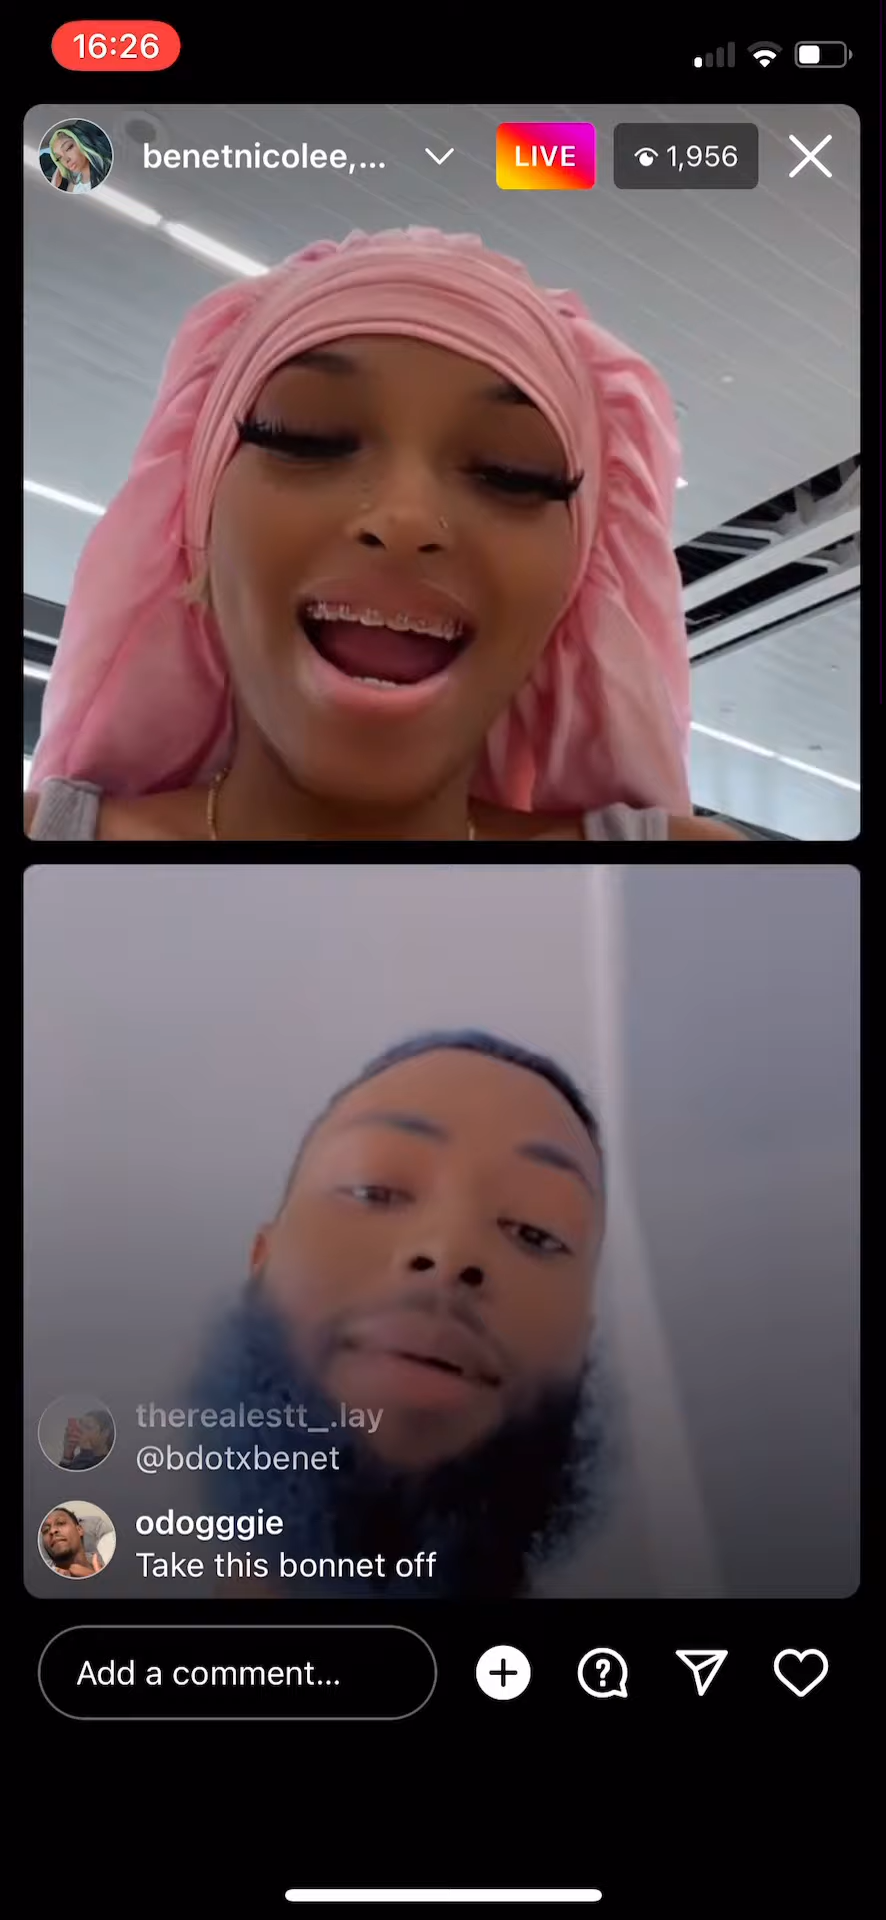 16:26
benetnicolee,...
LIVE
1,956
therealestt_.lay
@bdotxbenet
odogggie
Take this bonnet off
Add a comment...